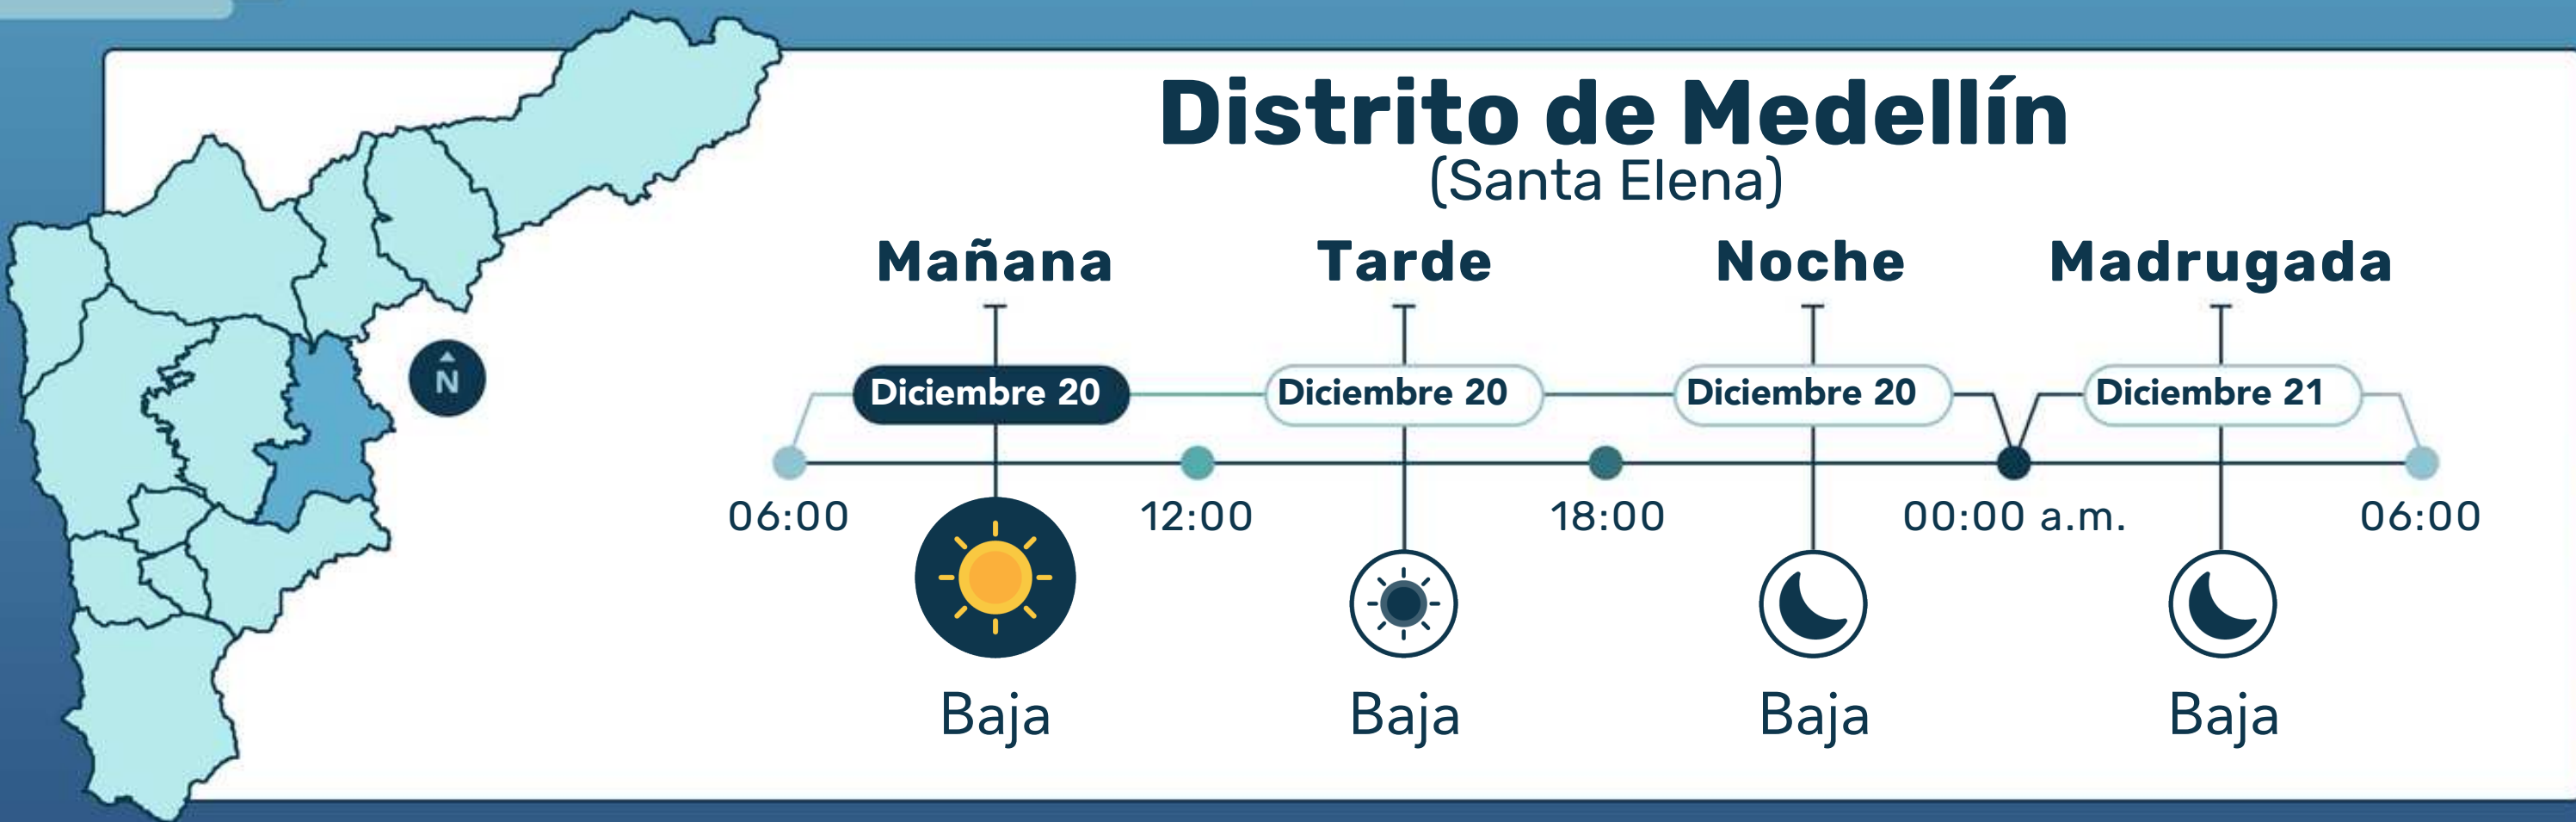 Distrito de Medellín
(Santa Elena)
Mañana Tarde Noche Madrugada
Diciembre 20 Diciembre 20 Diciembre 20 Diciembre 21
N
06:00 12:00 18:00 00:00 a.m. 06:00
Baja Baja Baja Baja